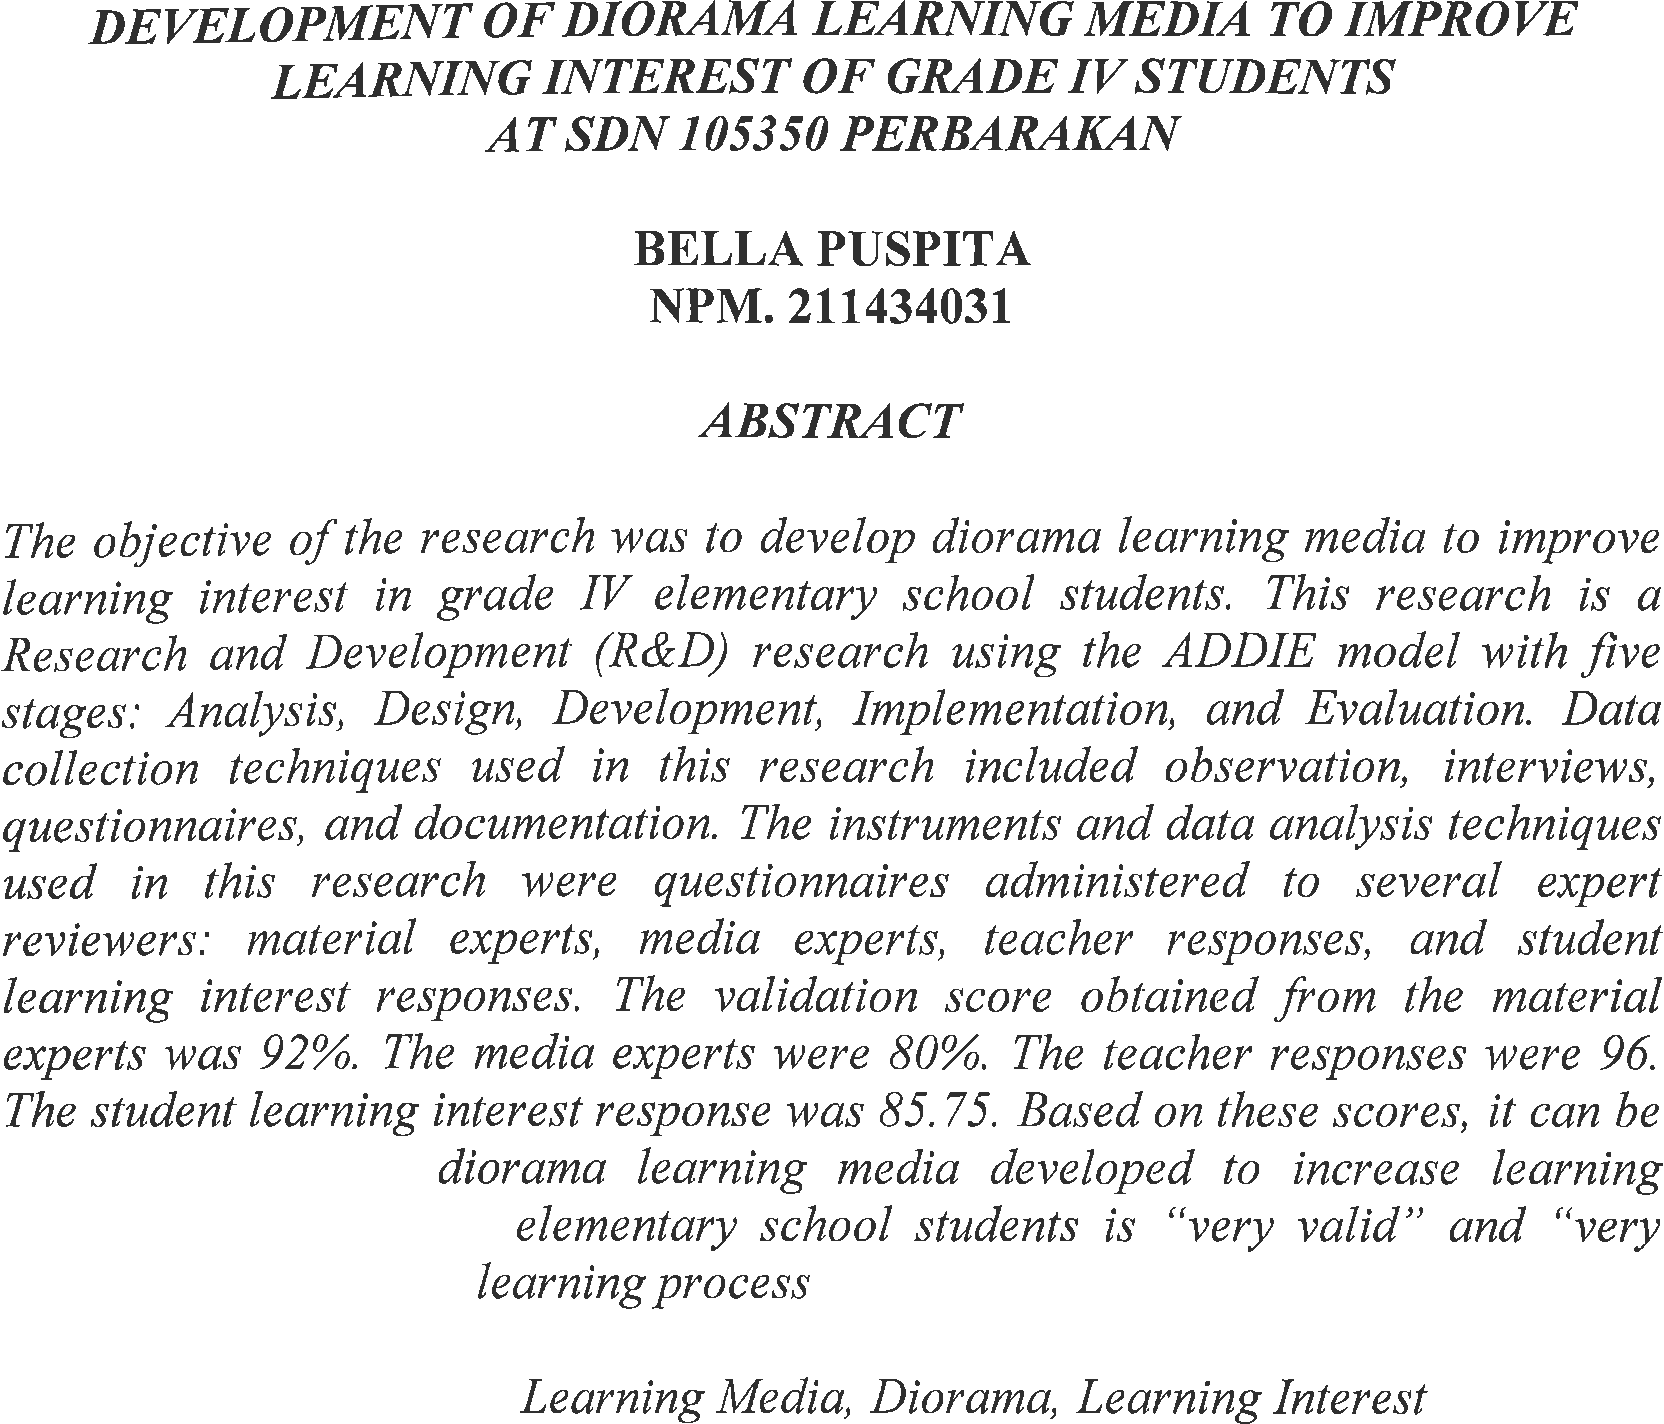 DEVELOPMENT OF DIORAMA LEARNING MEDIA TO IMPROVE
LEARNING INTEREST OF GRADE IV STUDENTS
AT SDN 105350 PERBARAKAN
BELLA PUSPITA
NPM. 211434031
ABSTRACT
The objective of the research was to develop diorama learning media to improve
learning interest in grade IV elementary school students. This research is a
Research and Development (R&D) research using the ADDIE model with five
stages: Analysis, Design, Development, Implementation, and Evaluation. Data
collection techniques used in this research included observation, interviews,
questionnaires, and documentation. The instruments and data analysis techniques
used in this research were questionnaires administered to several expert
reviewers: material experts, media experts, teacher responses, and student
learning interest responses. The validation score obtained from the material
experts was 92%. The media experts were 80%. The teacher responses were 96.
The student learning interest response was 85.75. Based on these scores, it can be
diorama learning media developed to increase learning
elementary school students is “very valid” and “very
learning process
Learning Media, Diorama, Learning Interest